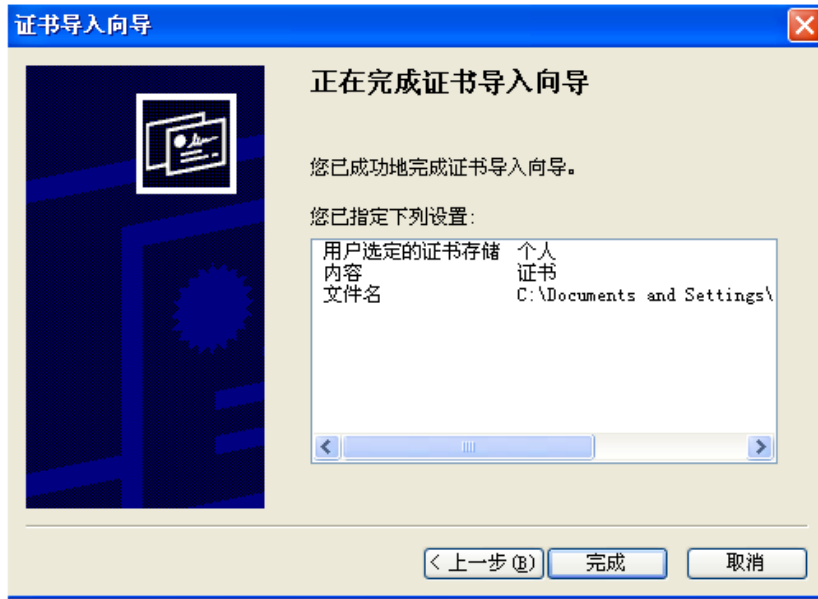 证书导入向导
正在完成证书导入向导
您已成功地完成证书导入向导。
您已指定下列设置:
用户选定的证书存储 个人
内容 证书
文件名 C:\Documents and Settings\
< 上一步(B) 完成 取消